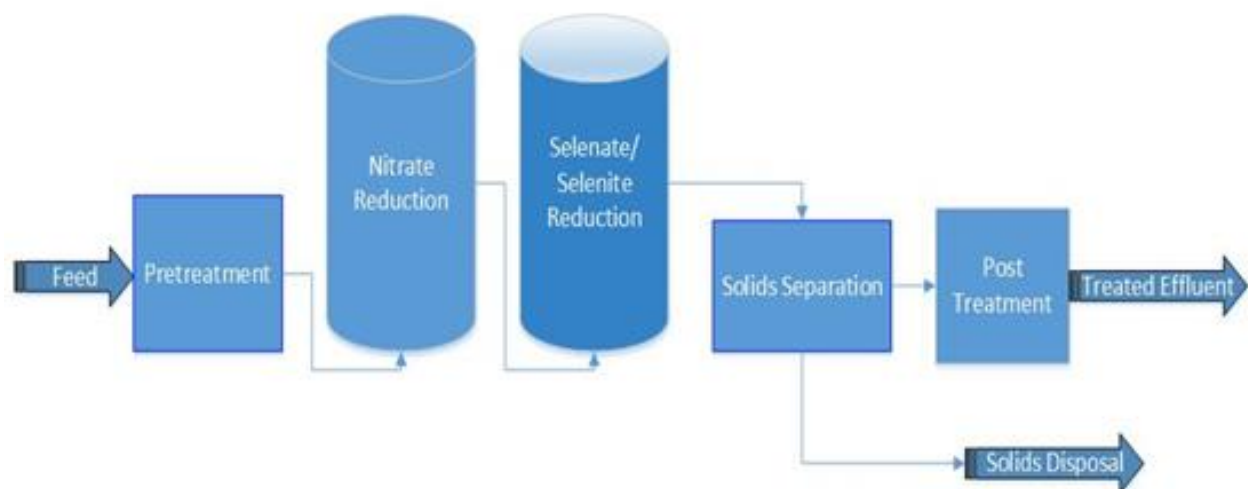 Feed
Pretreatment
Nitrate
Reduction
Selenate/
Selenite
Reduction
Solids Separation
Post
Treatment
Treated Effluent
Solids Disposal